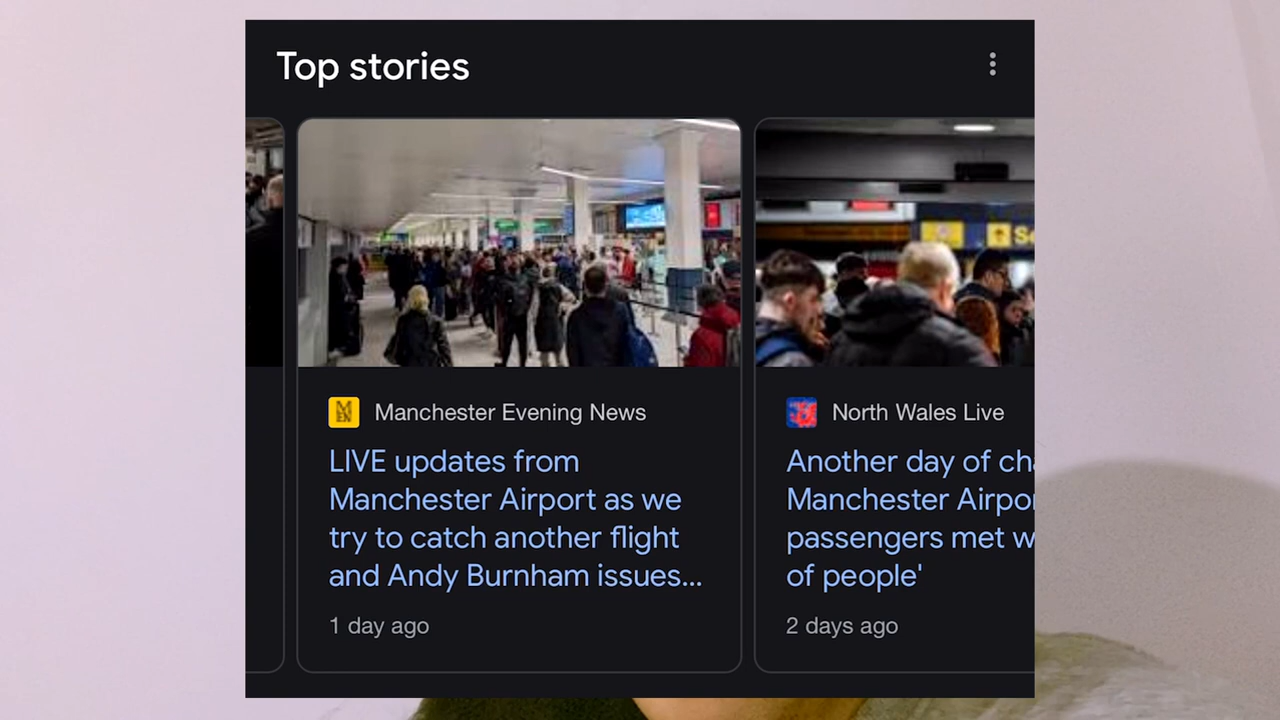 Top stories
Manchester Evening News
LIVE updates from
Manchester Airport as we
try to catch another flight
and Andy Burnham issues...
1 day ago
North Wales Live
Another day of
Manchester
passengers met
of people'
2 days ago